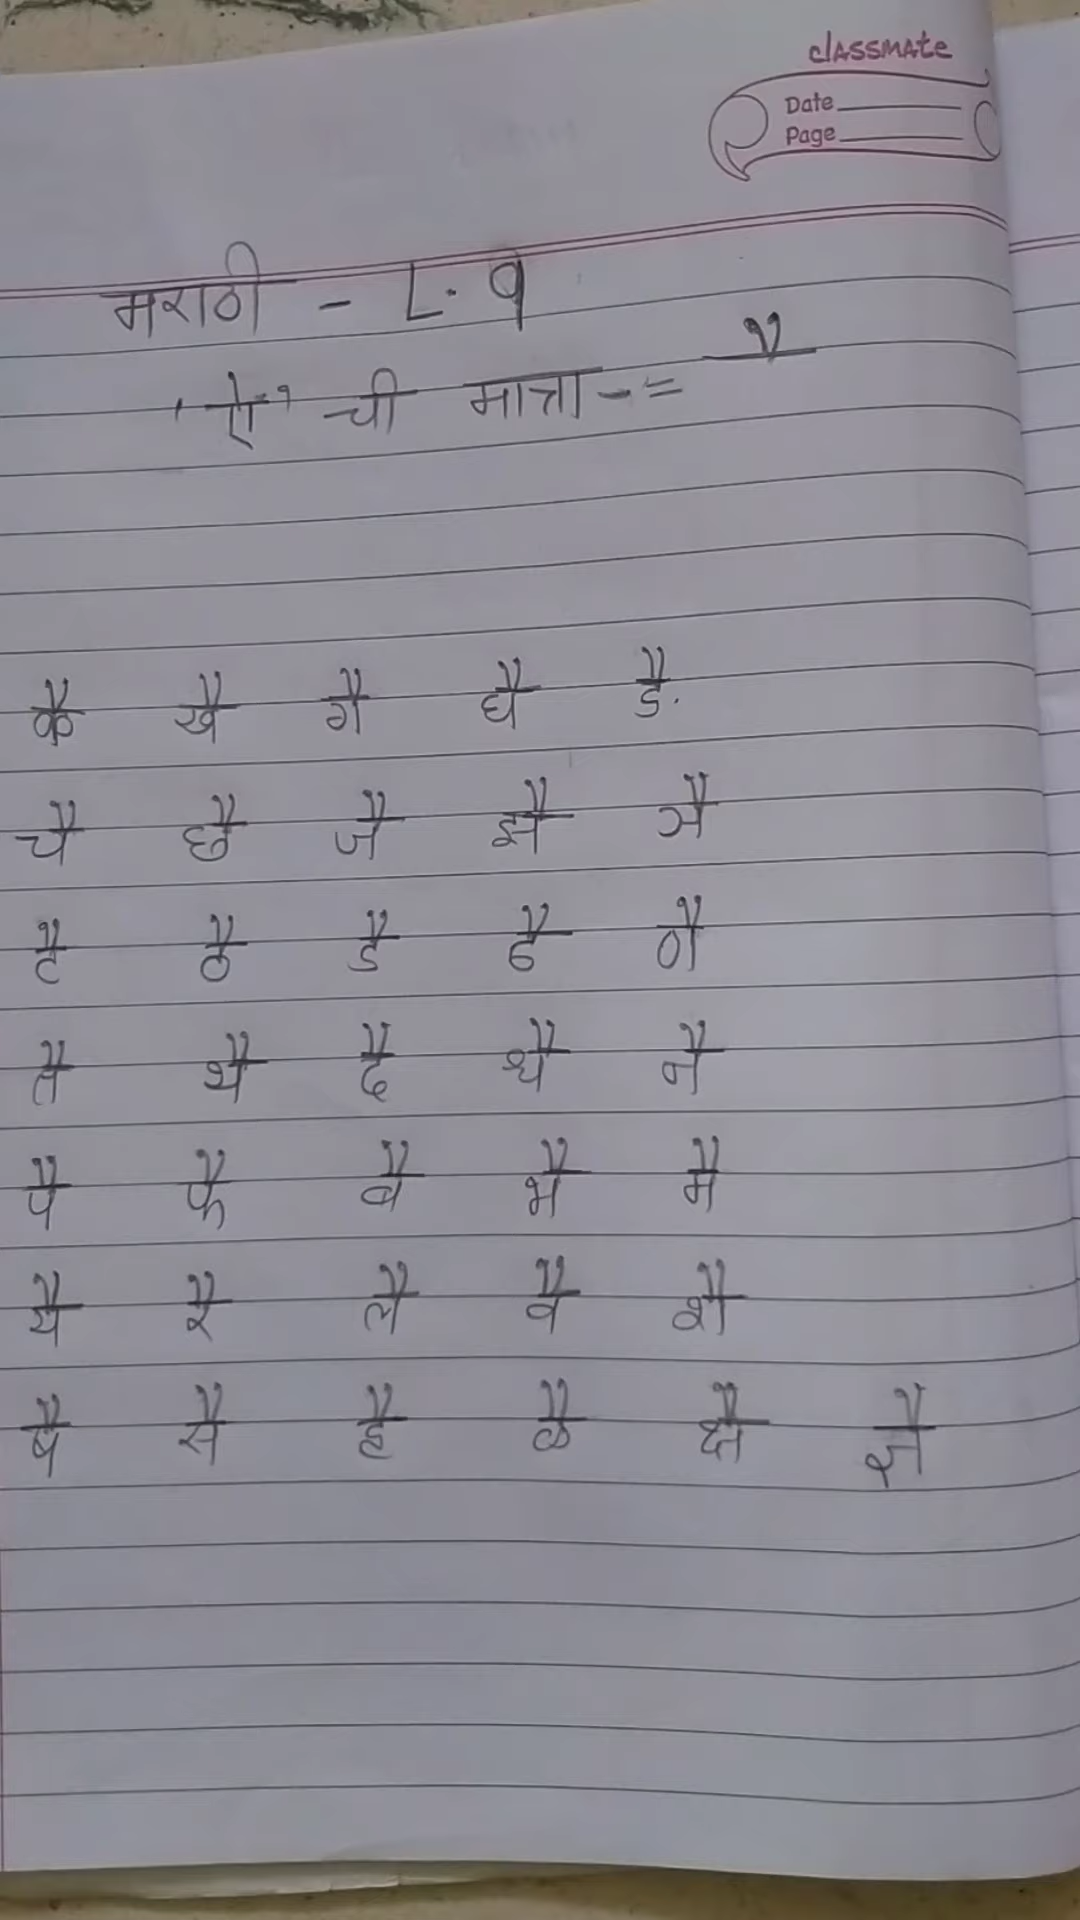 classmate
Date
Page
मराठी - L. 9
'ऐ' ची मात्रा - = ै
कै खै गै घै ङै
चै छै जै झै ञै
टै ठै डै ढै णै
तै थै दै धै नै
पै फै बै भै मै
यै रै लै वै शै
षै सै है ळै क्षै ज्ञै